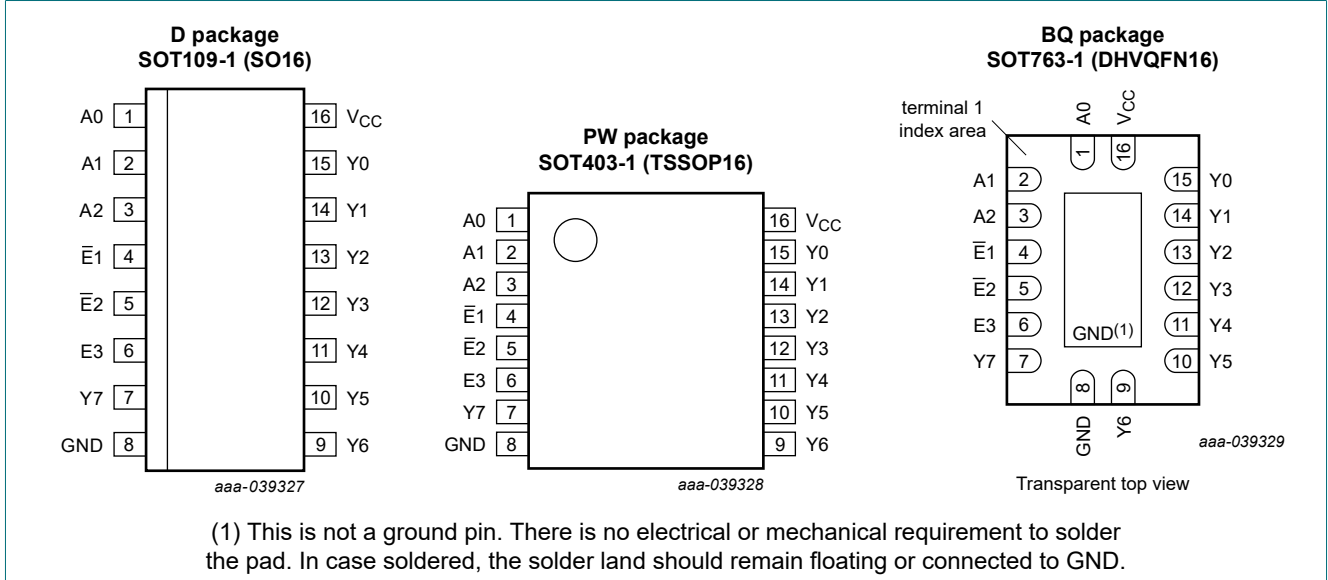 D package
SOT109-1 (SO16)
A0 1
A1 2
A2 3
E̅1 4
E̅2 5
E3 6
Y7 7
GND 8
16 VCC
15 Y0
14 Y1
13 Y2
12 Y3
11 Y4
10 Y5
9 Y6
aaa-039327
PW package
SOT403-1 (TSSOP16)
A0 1
A1 2
A2 3
E̅1 4
E̅2 5
E3 6
Y7 7
GND 8
16 VCC
15 Y0
14 Y1
13 Y2
12 Y3
11 Y4
10 Y5
9 Y6
aaa-039328
BQ package
SOT763-1 (DHVQFN16)
terminal 1
index area
A0 1
VCC 16
A1 2
A2 3
E̅1 4
E̅2 5
E3 6
Y7 7
15 Y0
14 Y1
13 Y2
12 Y3
11 Y4
10 Y5
GND(1)
8 GND
9 Y6
aaa-039329
Transparent top view
(1) This is not a ground pin. There is no electrical or mechanical requirement to solder
the pad. In case soldered, the solder land should remain floating or connected to GND.